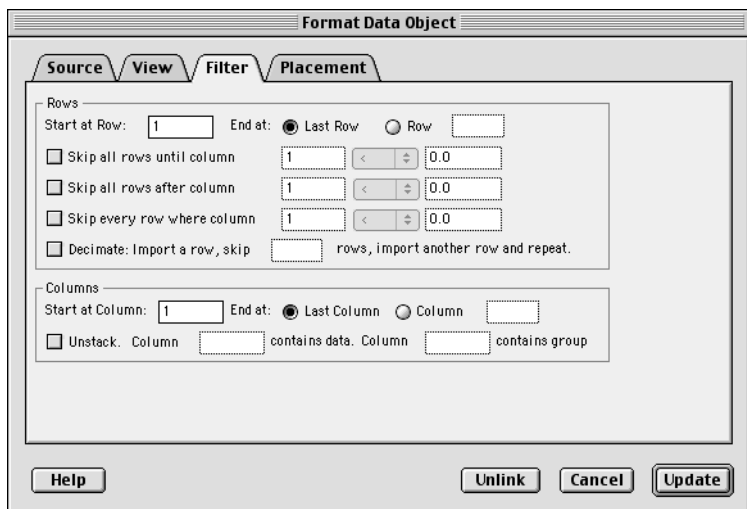 Format Data Object
Source View Filter Placement
Rows
Start at Row: 1 End at: Last Row Row
Skip all rows until column 1 < 0.0
Skip all rows after column 1 < 0.0
Skip every row where column 1 < 0.0
Decimate: Import a row, skip rows, import another row and repeat.
Columns
Start at Column: 1 End at: Last Column Column
Unstack. Column contains data. Column contains group
Help Unlink Cancel Update